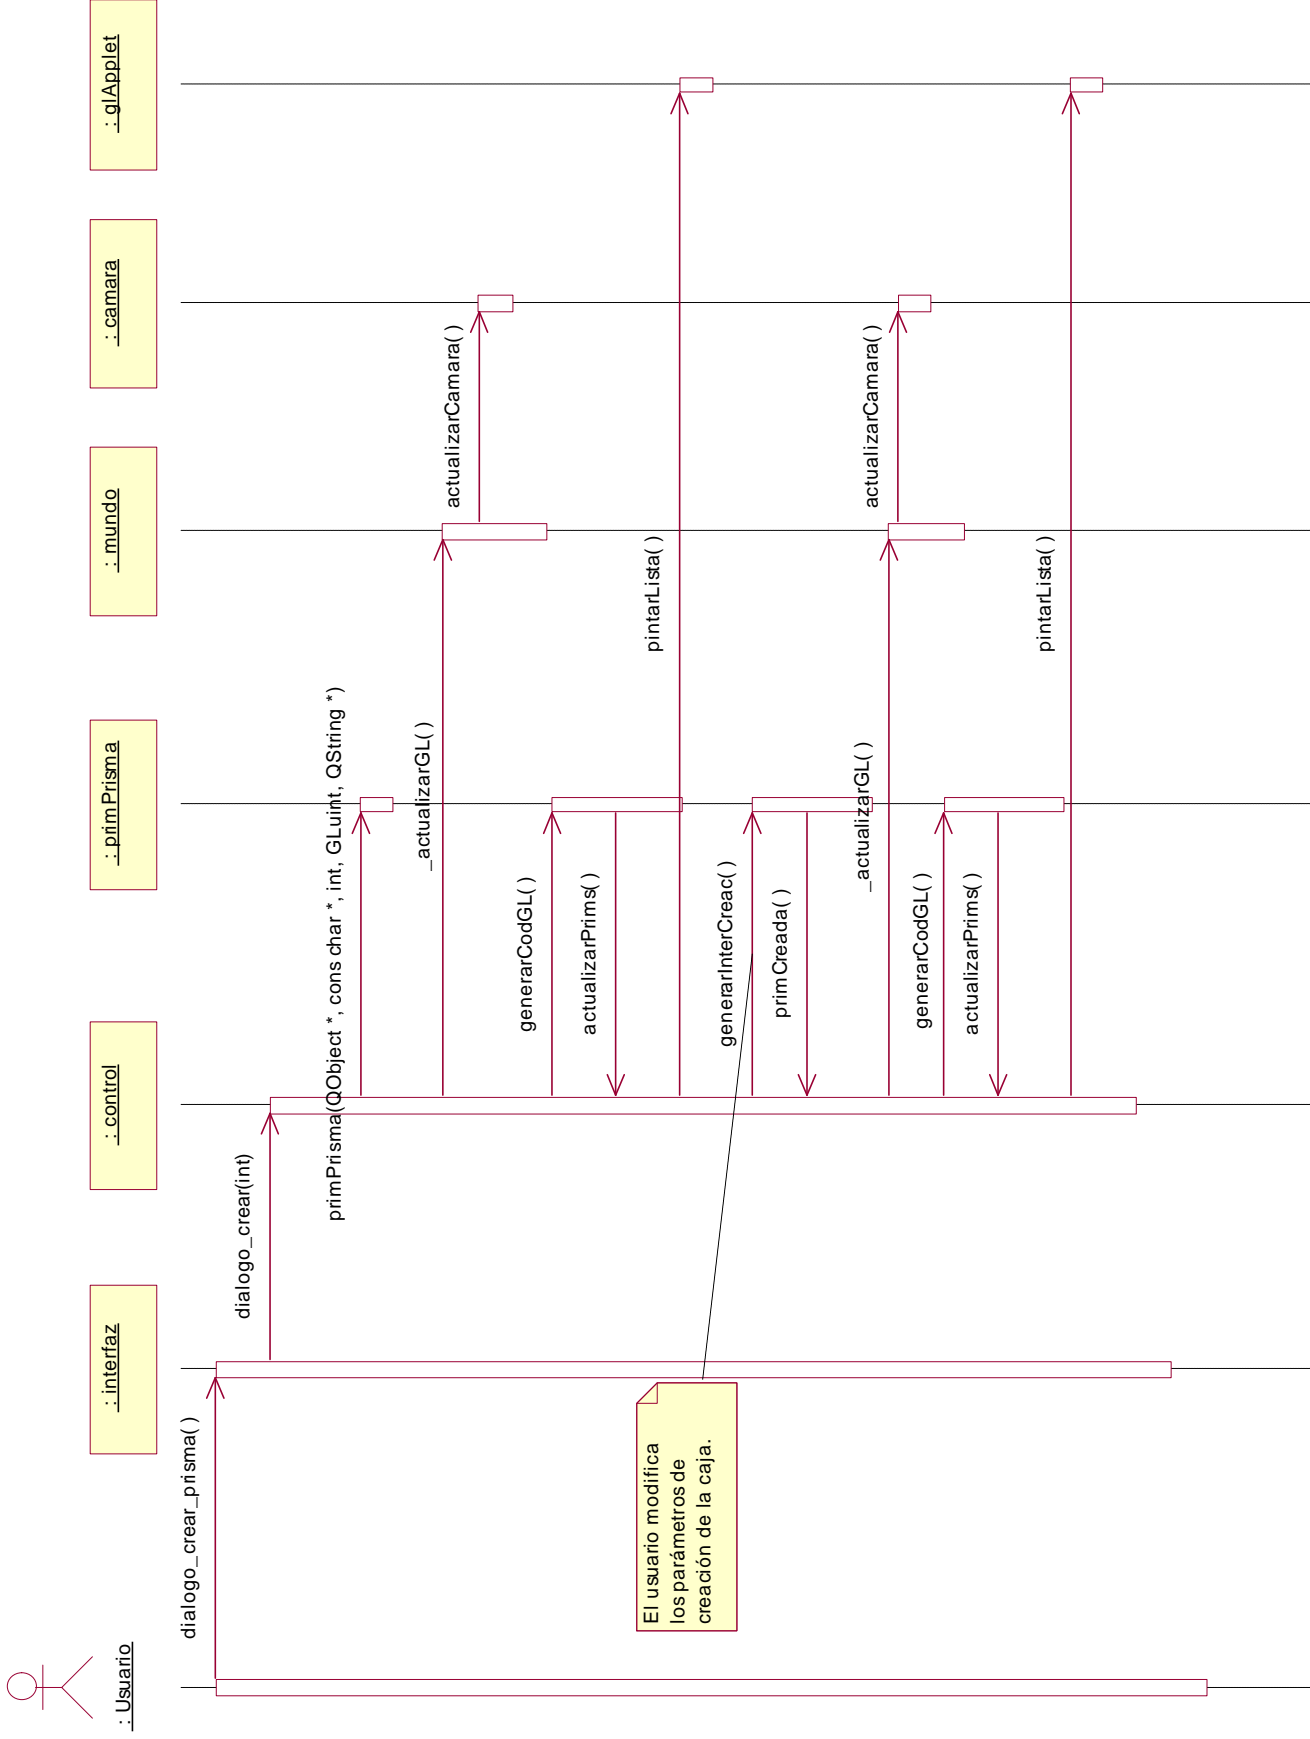 : Usuario
: interfaz
: control
: primPrisma
: mundo
: camara
: glApplet
dialogo_crear_prisma( )
dialogo_crear(int)
primPrisma(QObject *, cons char *, int, GLuint, QString *)
_actualizarGL( )
actualizarCamara( )
generarCodGL( )
actualizarPrims( )
pintarLista( )
generarInterCreac( )
El usuario modifica
los parámetros de
creación de la caja.
primCreada( )
_actualizarGL( )
actualizarCamara( )
generarCodGL( )
actualizarPrims( )
pintarLista( )